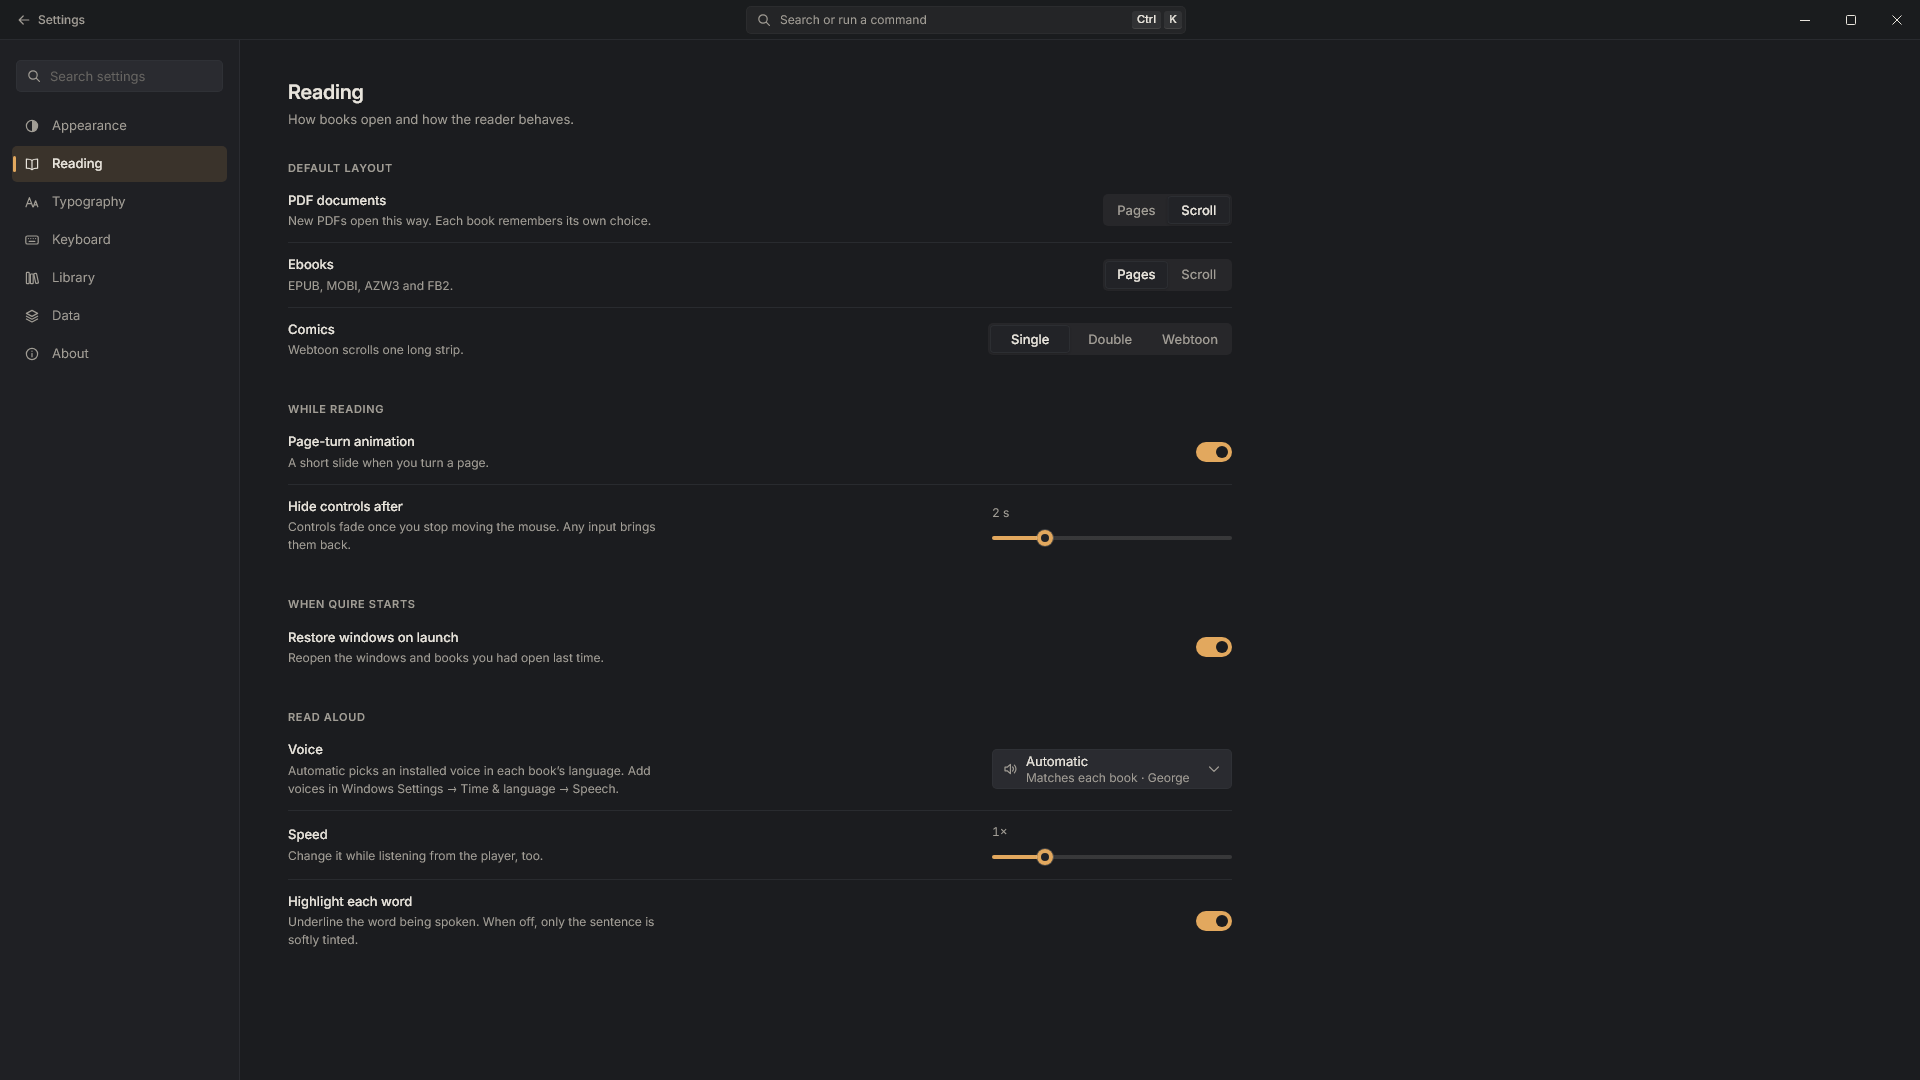 Settings
Search or run a command
Ctrl K
Search settings
Appearance
Reading
Typography
Keyboard
Library
Data
About
Reading
How books open and how the reader behaves.
DEFAULT LAYOUT
PDF documents
New PDFs open this way. Each book remembers its own choice.
Pages Scroll
Ebooks
EPUB, MOBI, AZW3 and FB2.
Pages Scroll
Comics
Webtoon scrolls one long strip.
Single Double Webtoon
WHILE READING
Page-turn animation
A short slide when you turn a page.
Hide controls after
Controls fade once you stop moving the mouse. Any input brings
them back.
2 s
WHEN QUIRE STARTS
Restore windows on launch
Reopen the windows and books you had open last time.
READ ALOUD
Voice
Automatic picks an installed voice in each book’s language. Add
voices in Windows Settings → Time & language → Speech.
Automatic
Matches each book · George
Speed
Change it while listening from the player, too.
1×
Highlight each word
Underline the word being spoken. When off, only the sentence is
softly tinted.